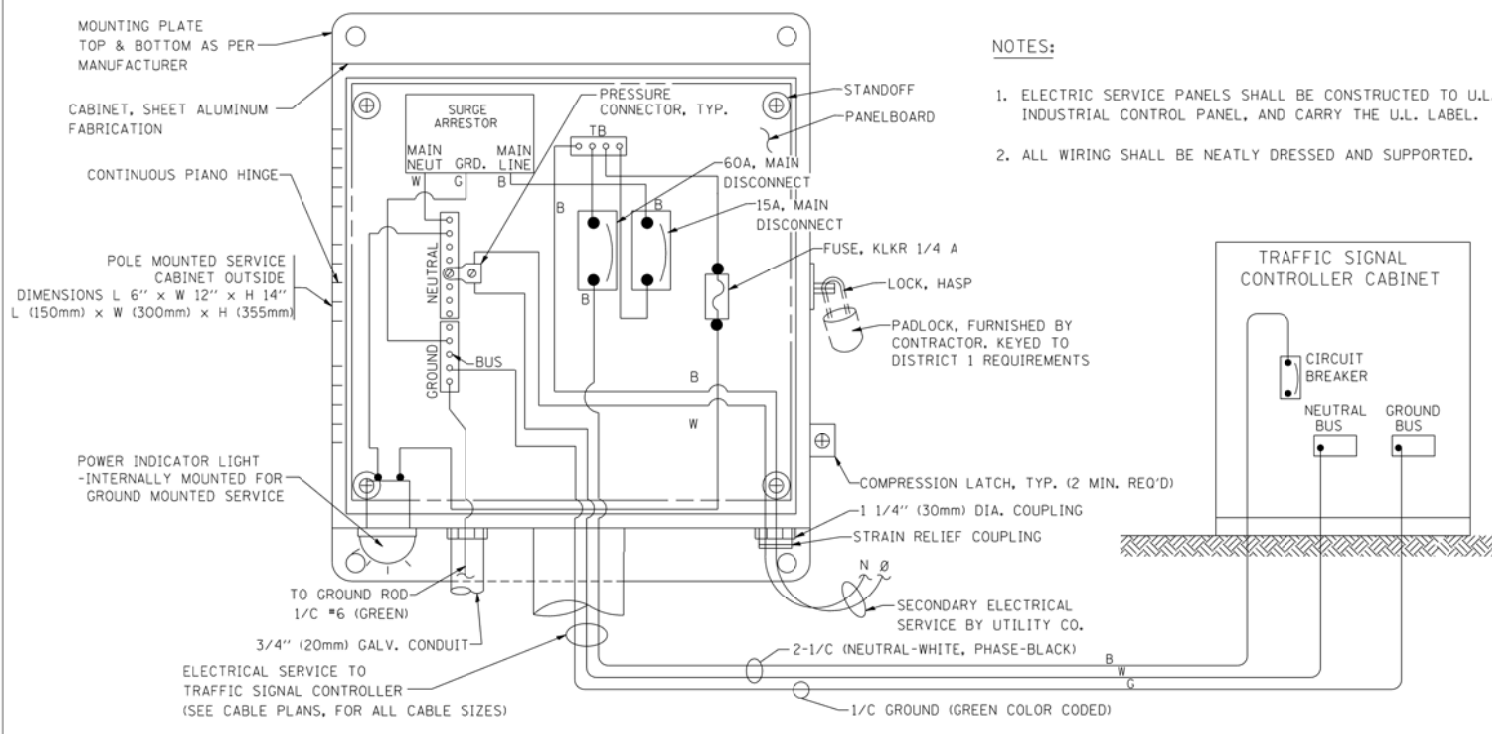 MOUNTING PLATE
TOP & BOTTOM AS PER
MANUFACTURER
CABINET, SHEET ALUMINUM
FABRICATION
CONTINUOUS PIANO HINGE
POLE MOUNTED SERVICE
CABINET OUTSIDE
DIMENSIONS L 6" x W 12" x H 14"
L (150mm) x W (300mm) x H (355mm)
POWER INDICATOR LIGHT
-INTERNALLY MOUNTED FOR
GROUND MOUNTED SERVICE
SURGE
ARRESTOR
MAIN
NEUT
GRD.
MAIN
LINE
W
G
B
PRESSURE
CONNECTOR, TYP.
TB
STANDOFF
PANELBOARD
60A, MAIN
DISCONNECT
B
B
15A, MAIN
DISCONNECT
B
FUSE, KLKR 1/4 A
LOCK, HASP
PADLOCK, FURNISHED BY
CONTRACTOR. KEYED TO
DISTRICT 1 REQUIREMENTS
NEUTRAL
GROUND
BUS
B
W
COMPRESSION LATCH, TYP. (2 MIN. REQ'D)
1 1/4" (30mm) DIA. COUPLING
STRAIN RELIEF COUPLING
N Ø
SECONDARY ELECTRICAL
SERVICE BY UTILITY CO.
TO GROUND ROD
1/C #6 (GREEN)
3/4" (20mm) GALV. CONDUIT
ELECTRICAL SERVICE TO
TRAFFIC SIGNAL CONTROLLER
(SEE CABLE PLANS, FOR ALL CABLE SIZES)
2-1/C (NEUTRAL-WHITE, PHASE-BLACK)
B
W
G
1/C GROUND (GREEN COLOR CODED)
NOTES:
1. ELECTRIC SERVICE PANELS SHALL BE CONSTRUCTED TO U.L.
INDUSTRIAL CONTROL PANEL, AND CARRY THE U.L. LABEL.
2. ALL WIRING SHALL BE NEATLY DRESSED AND SUPPORTED.
TRAFFIC SIGNAL
CONTROLLER CABINET
CIRCUIT
BREAKER
NEUTRAL
BUS
GROUND
BUS